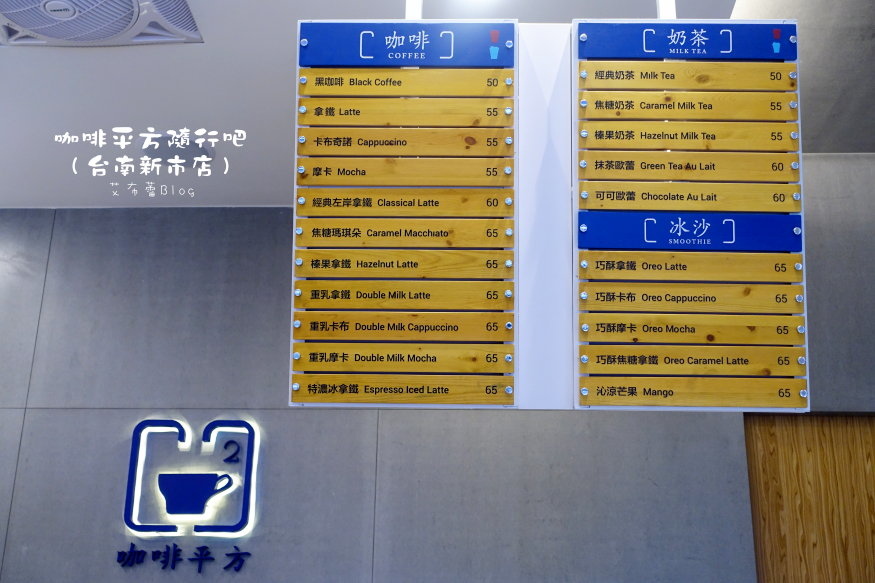 咖啡平方隨行吧
(台南新市店)
艾布蕾Blog
咖啡
COFFEE
黑咖啡 Black Coffee 50
拿鐵 Latte 55
卡布奇諾 Cappuccino 55
摩卡 Mocha 55
經典左岸拿鐵 Classical Latte 60
焦糖瑪琪朵 Caramel Macchiato 65
榛果拿鐵 Hazelnut Latte 65
重乳拿鐵 Double Milk Latte 65
重乳卡布 Double Milk Cappuccino 65
重乳摩卡 Double Milk Mocha 65
特濃冰拿鐵 Espresso Iced Latte 65
奶茶
MILK TEA
經典奶茶 Milk Tea 50
焦糖奶茶 Caramel Milk Tea 55
榛果奶茶 Hazelnut Milk Tea 55
抹茶歐蕾 Green Tea Au Lait 60
可可歐蕾 Chocolate Au Lait 60
冰沙
SMOOTHIE
巧酥拿鐵 Oreo Latte 65
巧酥卡布 Oreo Cappuccino 65
巧酥摩卡 Oreo Mocha 65
巧酥焦糖拿鐵 Oreo Caramel Latte 65
沁涼芒果 Mango 65
2
咖啡平方